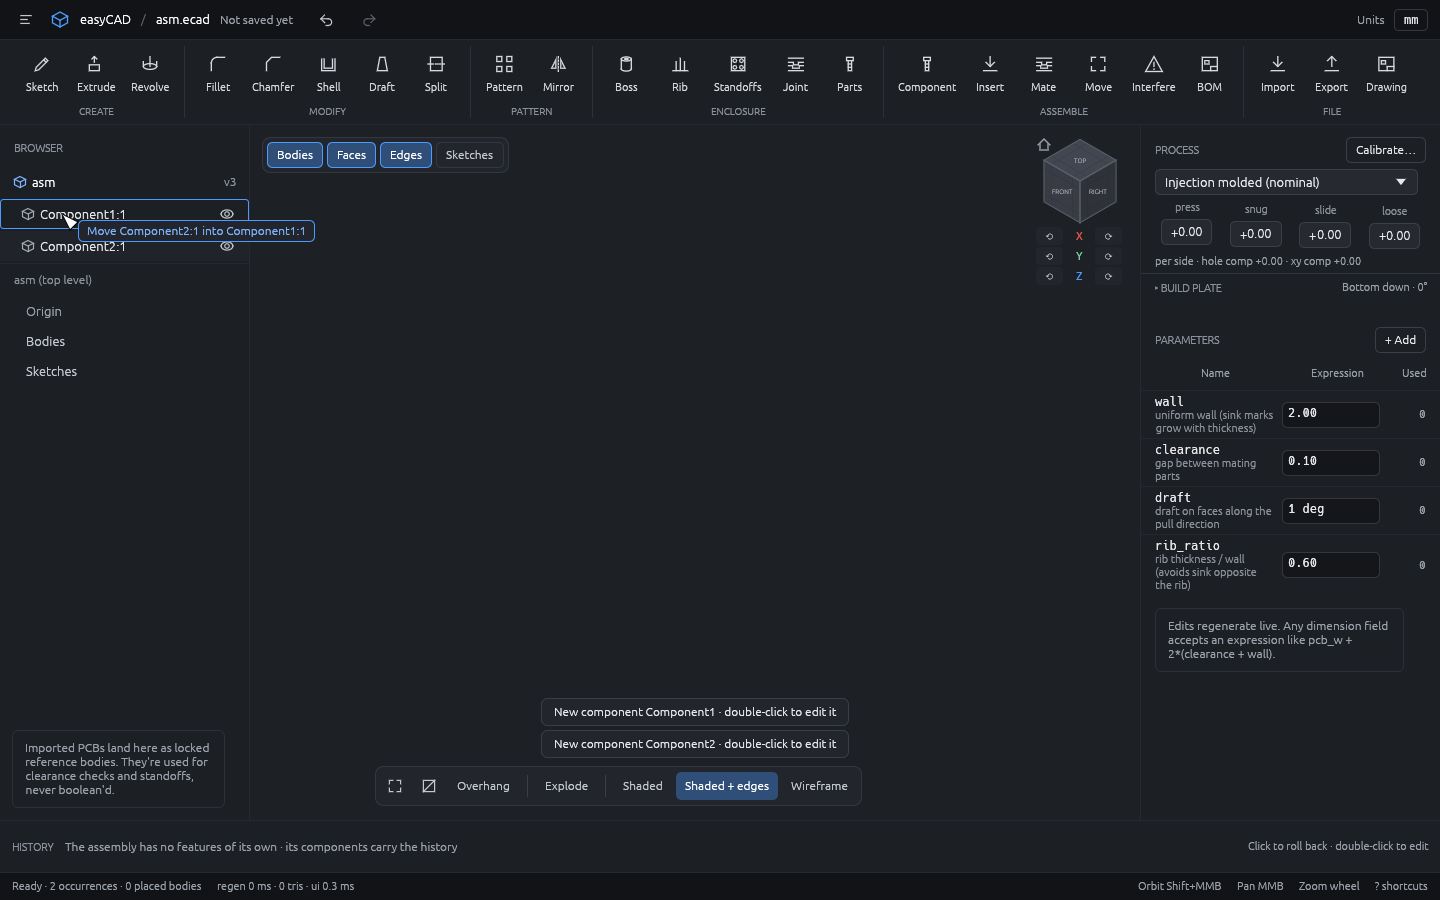 easyCAD / asm.ecad Not saved yet
Units mm
Sketch Extrude Revolve
CREATE
Fillet Chamfer Shell Draft Split
MODIFY
Pattern Mirror
PATTERN
Boss Rib Standoffs Joint Parts
ENCLOSURE
Component Insert Mate Move Interfere BOM
ASSEMBLE
Import Export Drawing
FILE
BROWSER
asm v3
Component1:1
Move Component2:1 into Component1:1
Component2:1
asm (top level)
Origin
Bodies
Sketches
Imported PCBs land here as locked
reference bodies. They're used for
clearance checks and standoffs,
never boolean'd.
Bodies Faces Edges Sketches
TOP
FRONT RIGHT
X
Y
Z
New component Component1 · double-click to edit it
New component Component2 · double-click to edit it
Overhang Explode Shaded Shaded + edges Wireframe
PROCESS Calibrate...
Injection molded (nominal)
press snug slide loose
+0.00 +0.00 +0.00 +0.00
per side · hole comp +0.00 · xy comp +0.00
BUILD PLATE Bottom down · 0°
PARAMETERS + Add
Name Expression Used
wall
uniform wall (sink marks
grow with thickness)
2.00 0
clearance
gap between mating
parts
0.10 0
draft
draft on faces along the
pull direction
1 deg 0
rib_ratio
rib thickness / wall
(avoids sink opposite
the rib)
0.60 0
Edits regenerate live. Any dimension field
accepts an expression like pcb_w +
2*(clearance + wall).
HISTORY The assembly has no features of its own · its components carry the history
Click to roll back · double-click to edit
Ready · 2 occurrences · 0 placed bodies regen 0 ms · 0 tris · ui 0.3 ms
Orbit Shift+MMB Pan MMB Zoom wheel ? shortcuts